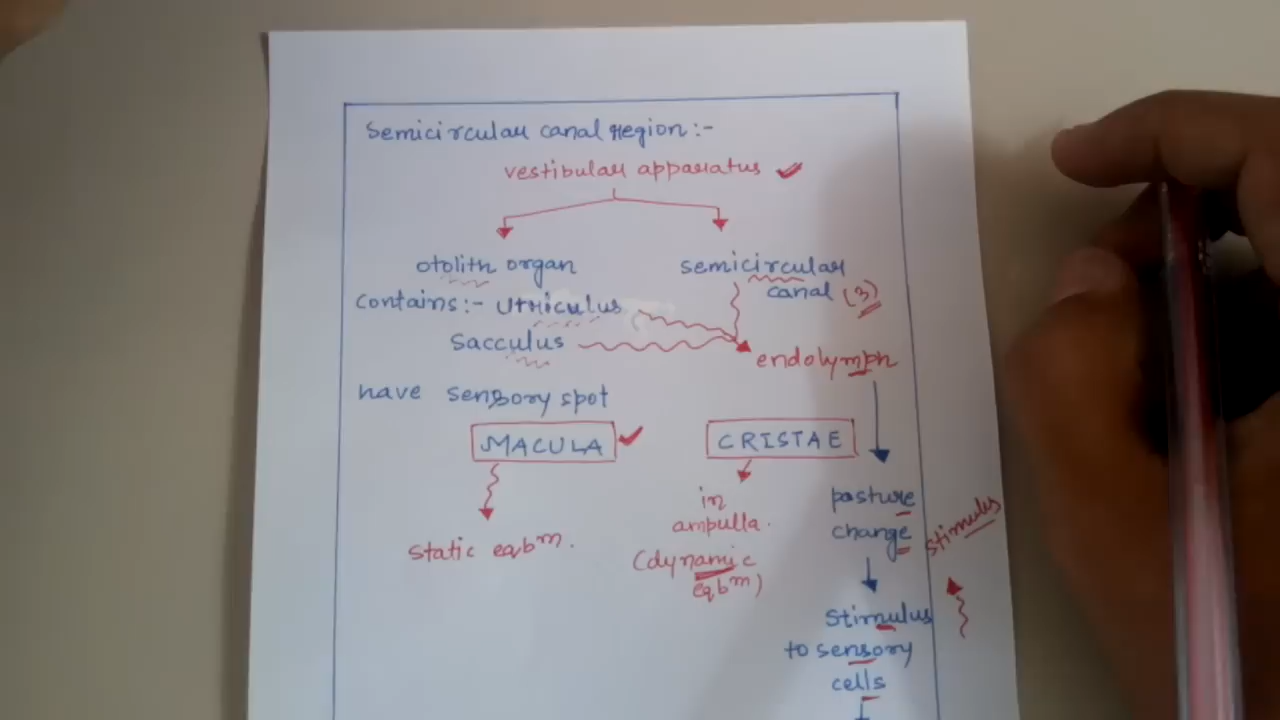 Semicircular canal region :-
vestibular apparatus
otolith organ
semicircular
canal (3)
contains :- Utriculus
Sacculus
endolymph
have sensory spot
MACULA
CRISTAE
static eqbm.
in
ampulla.
(dynamic
eqbm)
posture
change
stimulus
Stimulus
to sensory
cells